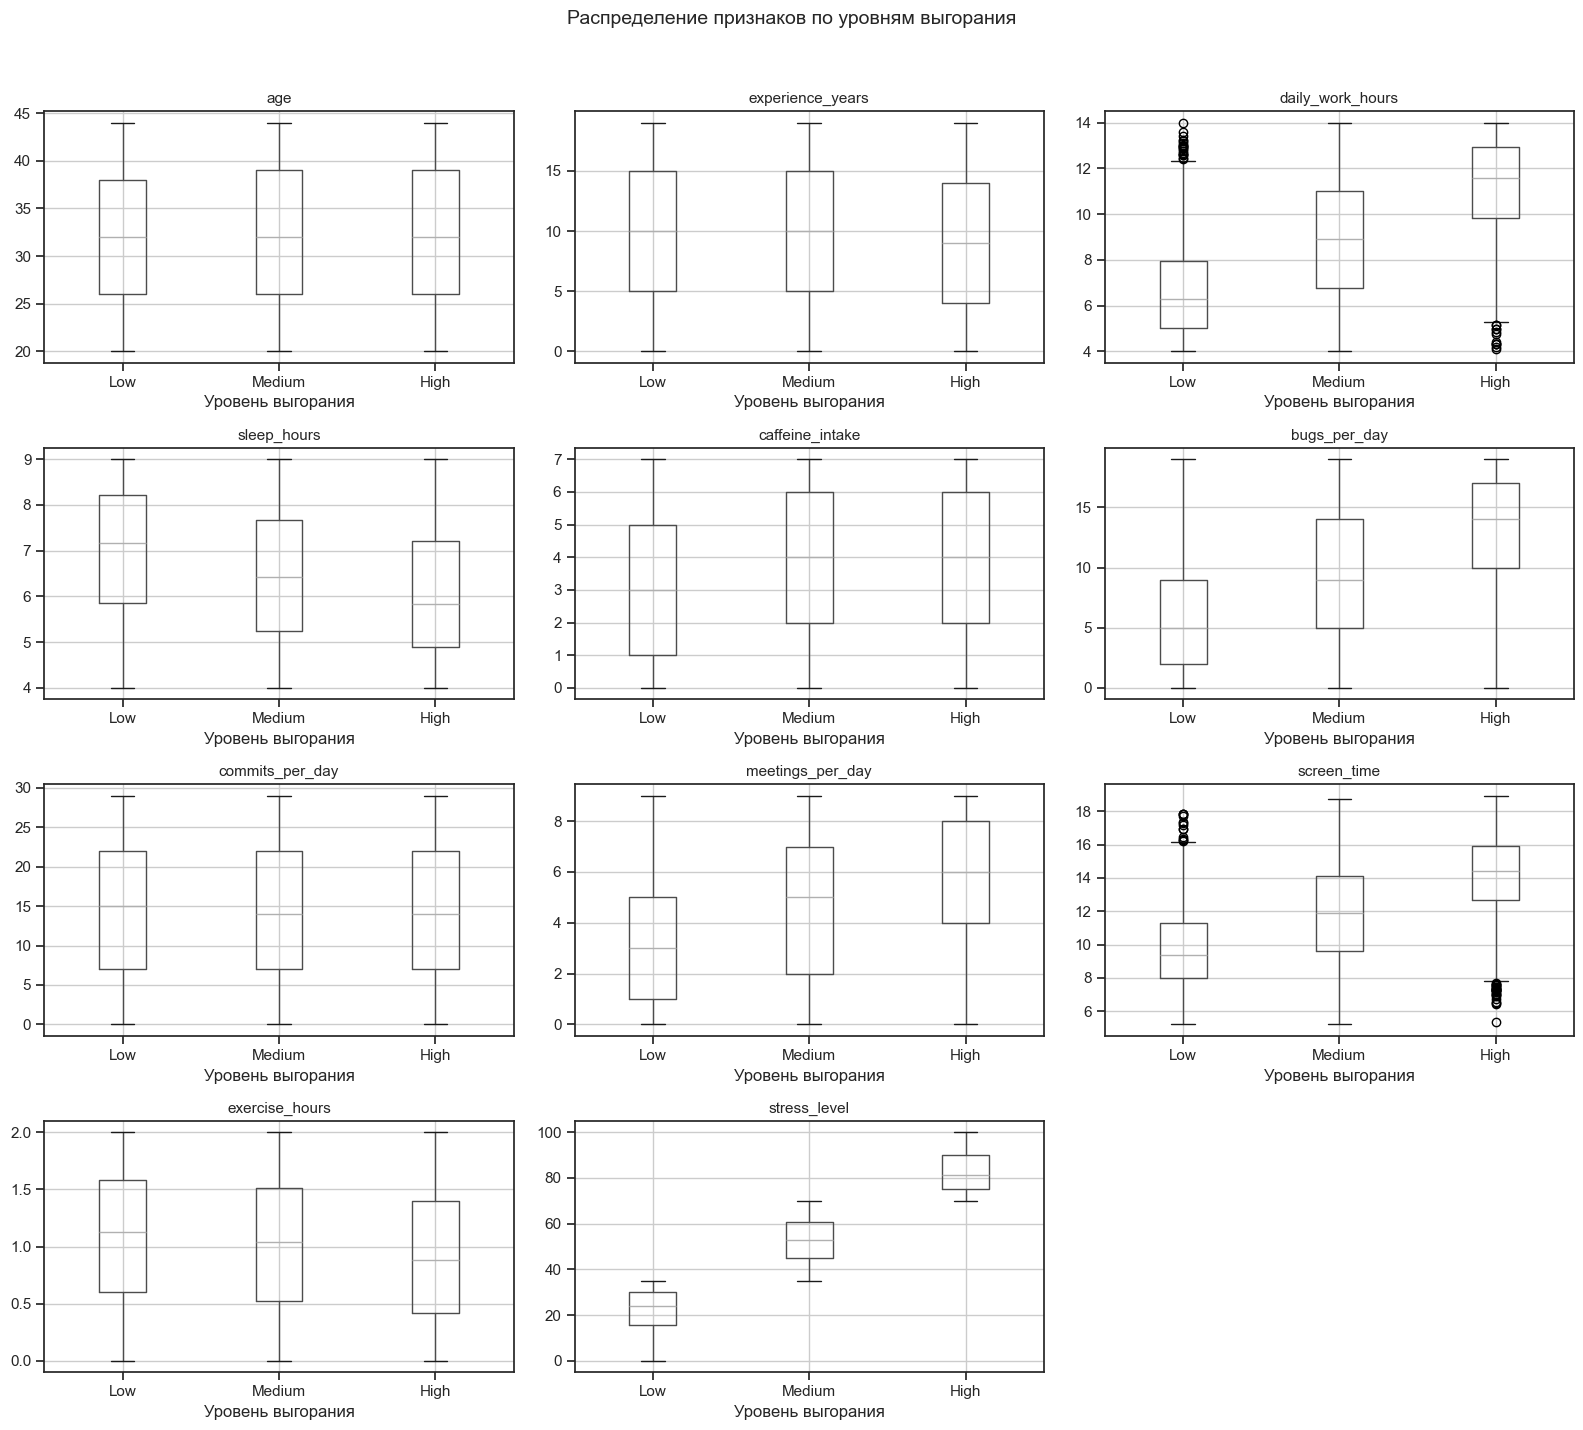 Распределение признаков по уровням выгорания
age
45
40
35
30
25
20
Low Medium High
Уровень выгорания
experience_years
15
10
5
0
Low Medium High
Уровень выгорания
daily_work_hours
14
12
10
8
6
4
Low Medium High
Уровень выгорания
sleep_hours
9
8
7
6
5
4
Low Medium High
Уровень выгорания
caffeine_intake
7
6
5
4
3
2
1
0
Low Medium High
Уровень выгорания
bugs_per_day
15
10
5
0
Low Medium High
Уровень выгорания
commits_per_day
30
25
20
15
10
5
0
Low Medium High
Уровень выгорания
meetings_per_day
8
6
4
2
0
Low Medium High
Уровень выгорания
screen_time
18
16
14
12
10
8
6
Low Medium High
Уровень выгорания
exercise_hours
2.0
1.5
1.0
0.5
0.0
Low Medium High
Уровень выгорания
stress_level
100
80
60
40
20
0
Low Medium High
Уровень выгорания